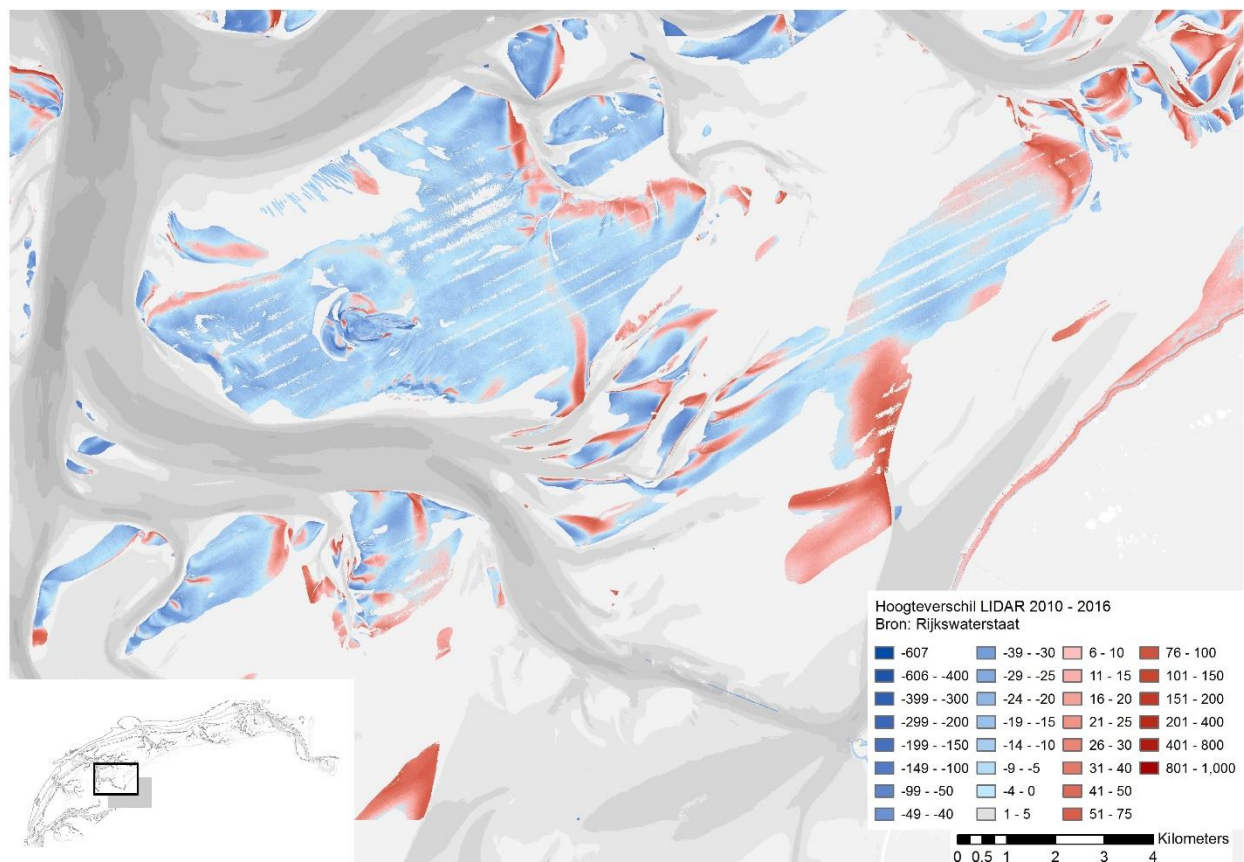 Hoogteverschil LIDAR 2010 - 2016
Bron: Rijkswaterstaat
-607 -39 - -30 6 - 10 76 - 100
-606 - -400 -29 - -25 11 - 15 101 - 150
-399 - -300 -24 - -20 16 - 20 151 - 200
-299 - -200 -19 - -15 21 - 25 201 - 400
-199 - -150 -14 - -10 26 - 30 401 - 800
-149 - -100 -9 - -5 31 - 40 801 - 1,000
-99 - -50 -4 - 0 41 - 50
-49 - -40 1 - 5 51 - 75
Kilometers
0 0.5 1 2 3 4